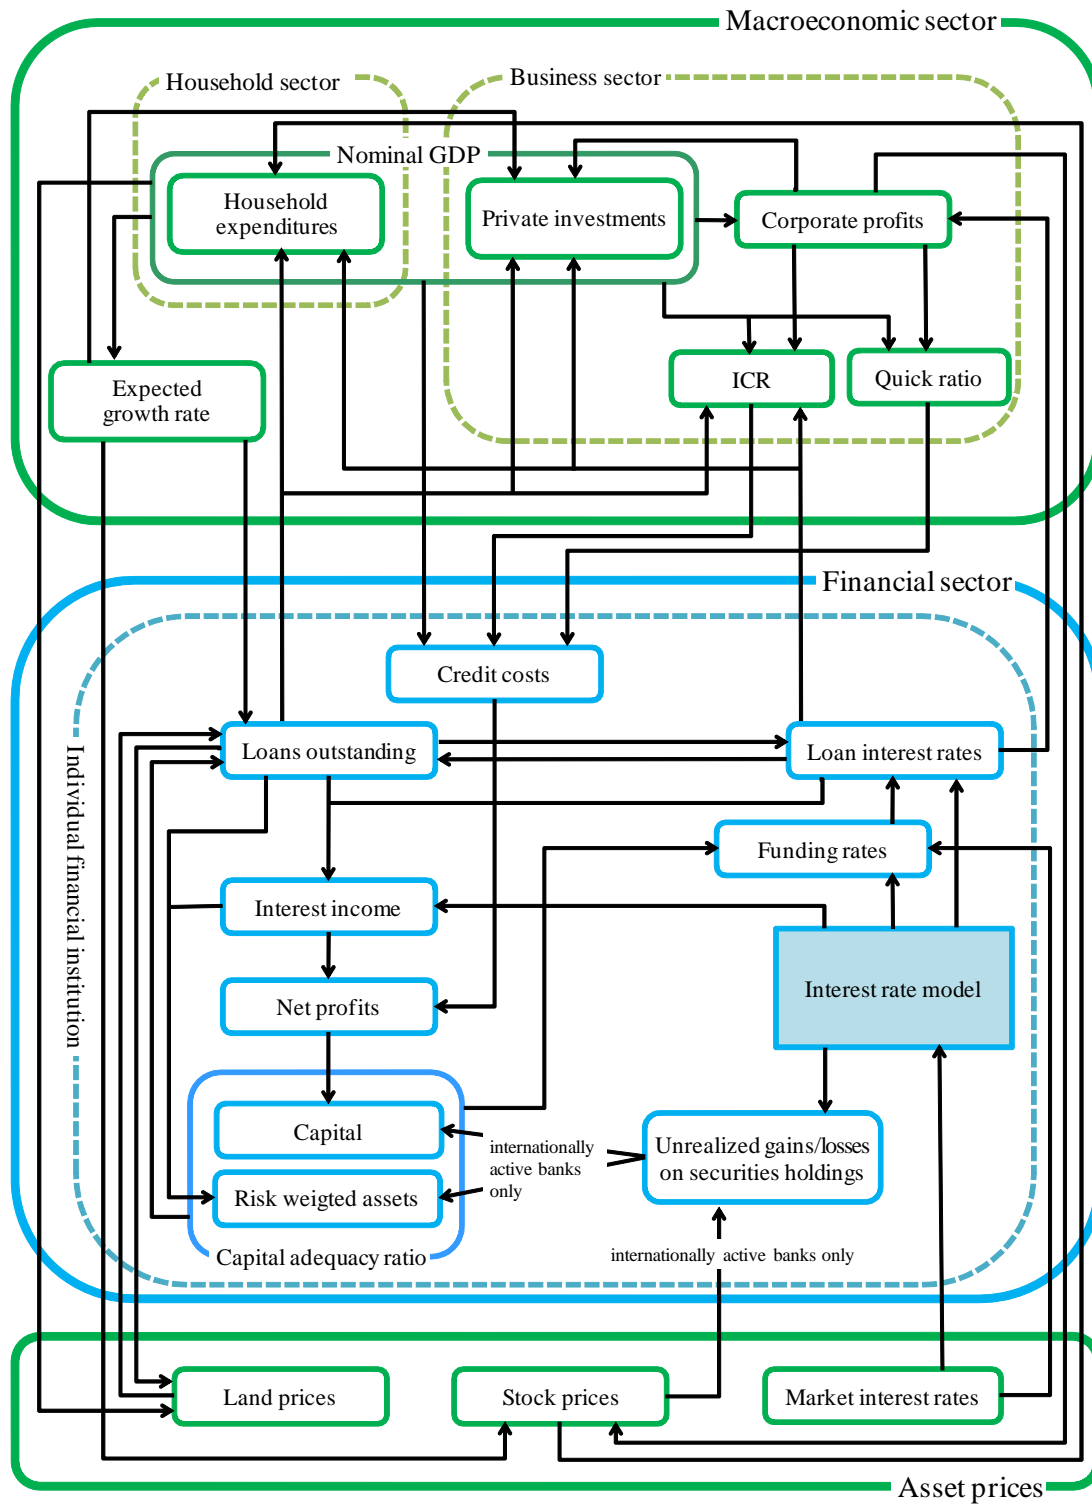 Macroeconomic sector
Household sector
Business sector
Nominal GDP
Household
expenditures
Private investments
Corporate profits
Expected
growth rate
ICR
Quick ratio
Financial sector
Individual financial institution
Credit costs
Loans outstanding
Loan interest rates
Funding rates
Interest income
Interest rate model
Net profits
Capital
internationally
active banks
only
Unrealized gains/losses
on securities holdings
Risk weigted assets
Capital adequacy ratio
internationally active banks only
Land prices
Stock prices
Market interest rates
Asset prices